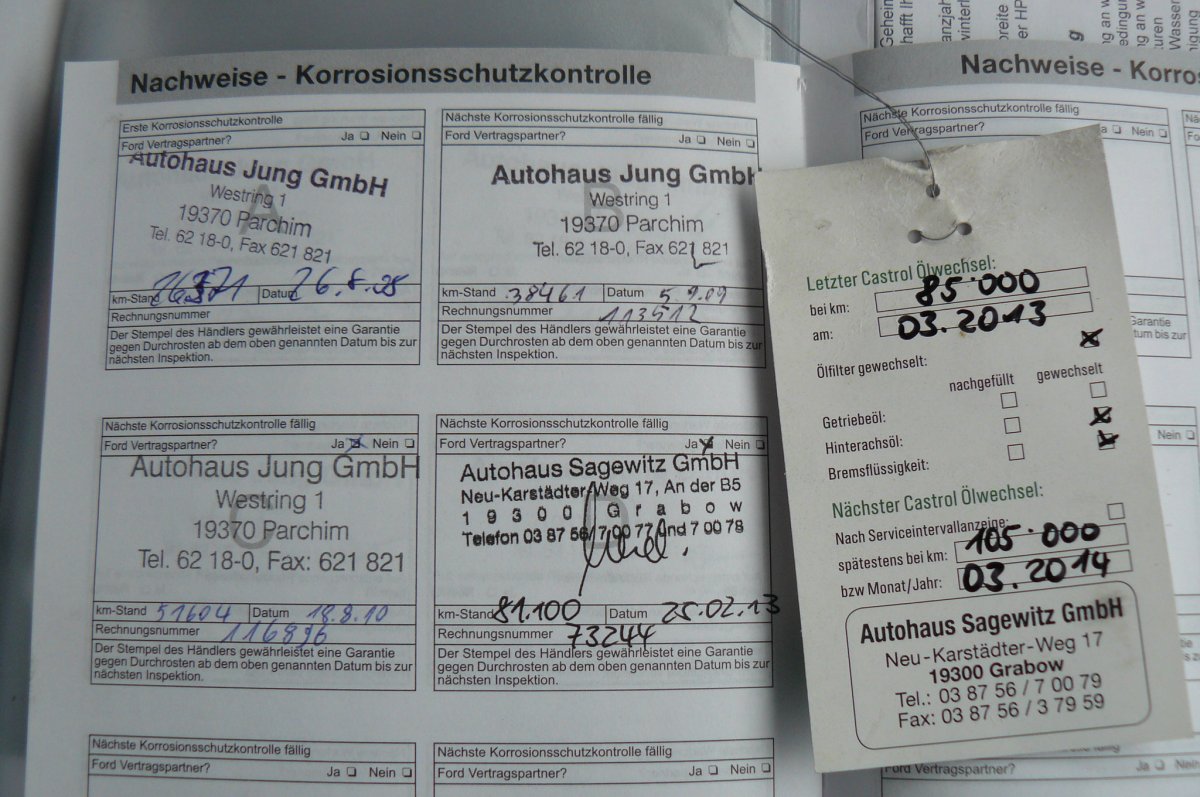 Nachweise - Korrosionsschutzkontrolle
Erste Korrosionsschutzkontrolle
Ford Vertragspartner? Ja Nein
A
Autohaus Jung GmbH
Westring 1
19370 Parchim
Tel. 62 18-0, Fax 621 821
km-Stand Datum 26.8.
Rechnungsnummer
Der Stempel des Händlers gewährleistet eine Garantie
gegen Durchrosten ab dem oben genannten Datum bis zur
nächsten Inspektion.
Nächste Korrosionsschutzkontrolle fällig
Ford Vertragspartner? Ja Nein
B
Autohaus Jung GmbH
Westring 1
19370 Parchim
Tel. 62 18-0, Fax 621 821
km-Stand 38461 Datum 5.9.09
Rechnungsnummer 113512
Der Stempel des Händlers gewährleistet eine Garantie
gegen Durchrosten ab dem oben genannten Datum bis zur
nächsten Inspektion.
Nächste Korrosionsschutzkontrolle fällig
Ford Vertragspartner? Ja Nein
C
Autohaus Jung GmbH
Westring 1
19370 Parchim
Tel. 62 18-0, Fax: 621 821
km-Stand 51604 Datum 18.8.10
Rechnungsnummer 116896
Der Stempel des Händlers gewährleistet eine Garantie
gegen Durchrosten ab dem oben genannten Datum bis zur
nächsten Inspektion.
Nächste Korrosionsschutzkontrolle fällig
Ford Vertragspartner? Ja Nein
D
Autohaus Sagewitz GmbH
Neu-Karstädter Weg 17, An der B5
19300 Grabow
Telefon 03 87 56/7 00 77 und 7 00 78
km-Stand 81.100 Datum 25.02.13
Rechnungsnummer 73244
Der Stempel des Händlers gewährleistet eine Garantie
gegen Durchrosten ab dem oben genannten Datum bis zur
nächsten Inspektion.
Nächste Korrosionsschutzkontrolle fällig
Ford Vertragspartner? Ja Nein
Nächste Korrosionsschutzkontrolle fällig
Ford Vertragspartner? Ja Nein
Nachweise - Korros
Nächste Korrosionsschutzkontrolle fällig
Ford Vertragspartner? Ja Nein
Garantie
tum bis zur
Nein
Letzter Castrol Ölwechsel:
bei km: 85.000
am: 03.2013
Ölfilter gewechselt:
nachgefüllt gewechselt
Getriebeöl:
Hinterachsöl:
Bremsflüssigkeit:
Nächster Castrol Ölwechsel:
Nach Serviceintervallanzeige:
spätestens bei km: 105.000
bzw Monat/Jahr: 03.2014
Autohaus Sagewitz GmbH
Neu-Karstädter-Weg 17
19300 Grabow
Tel.: 03 87 56 / 7 00 79
Fax: 03 87 56 / 3 79 59
fällig
Ford Vertragspartner? Ja Nein